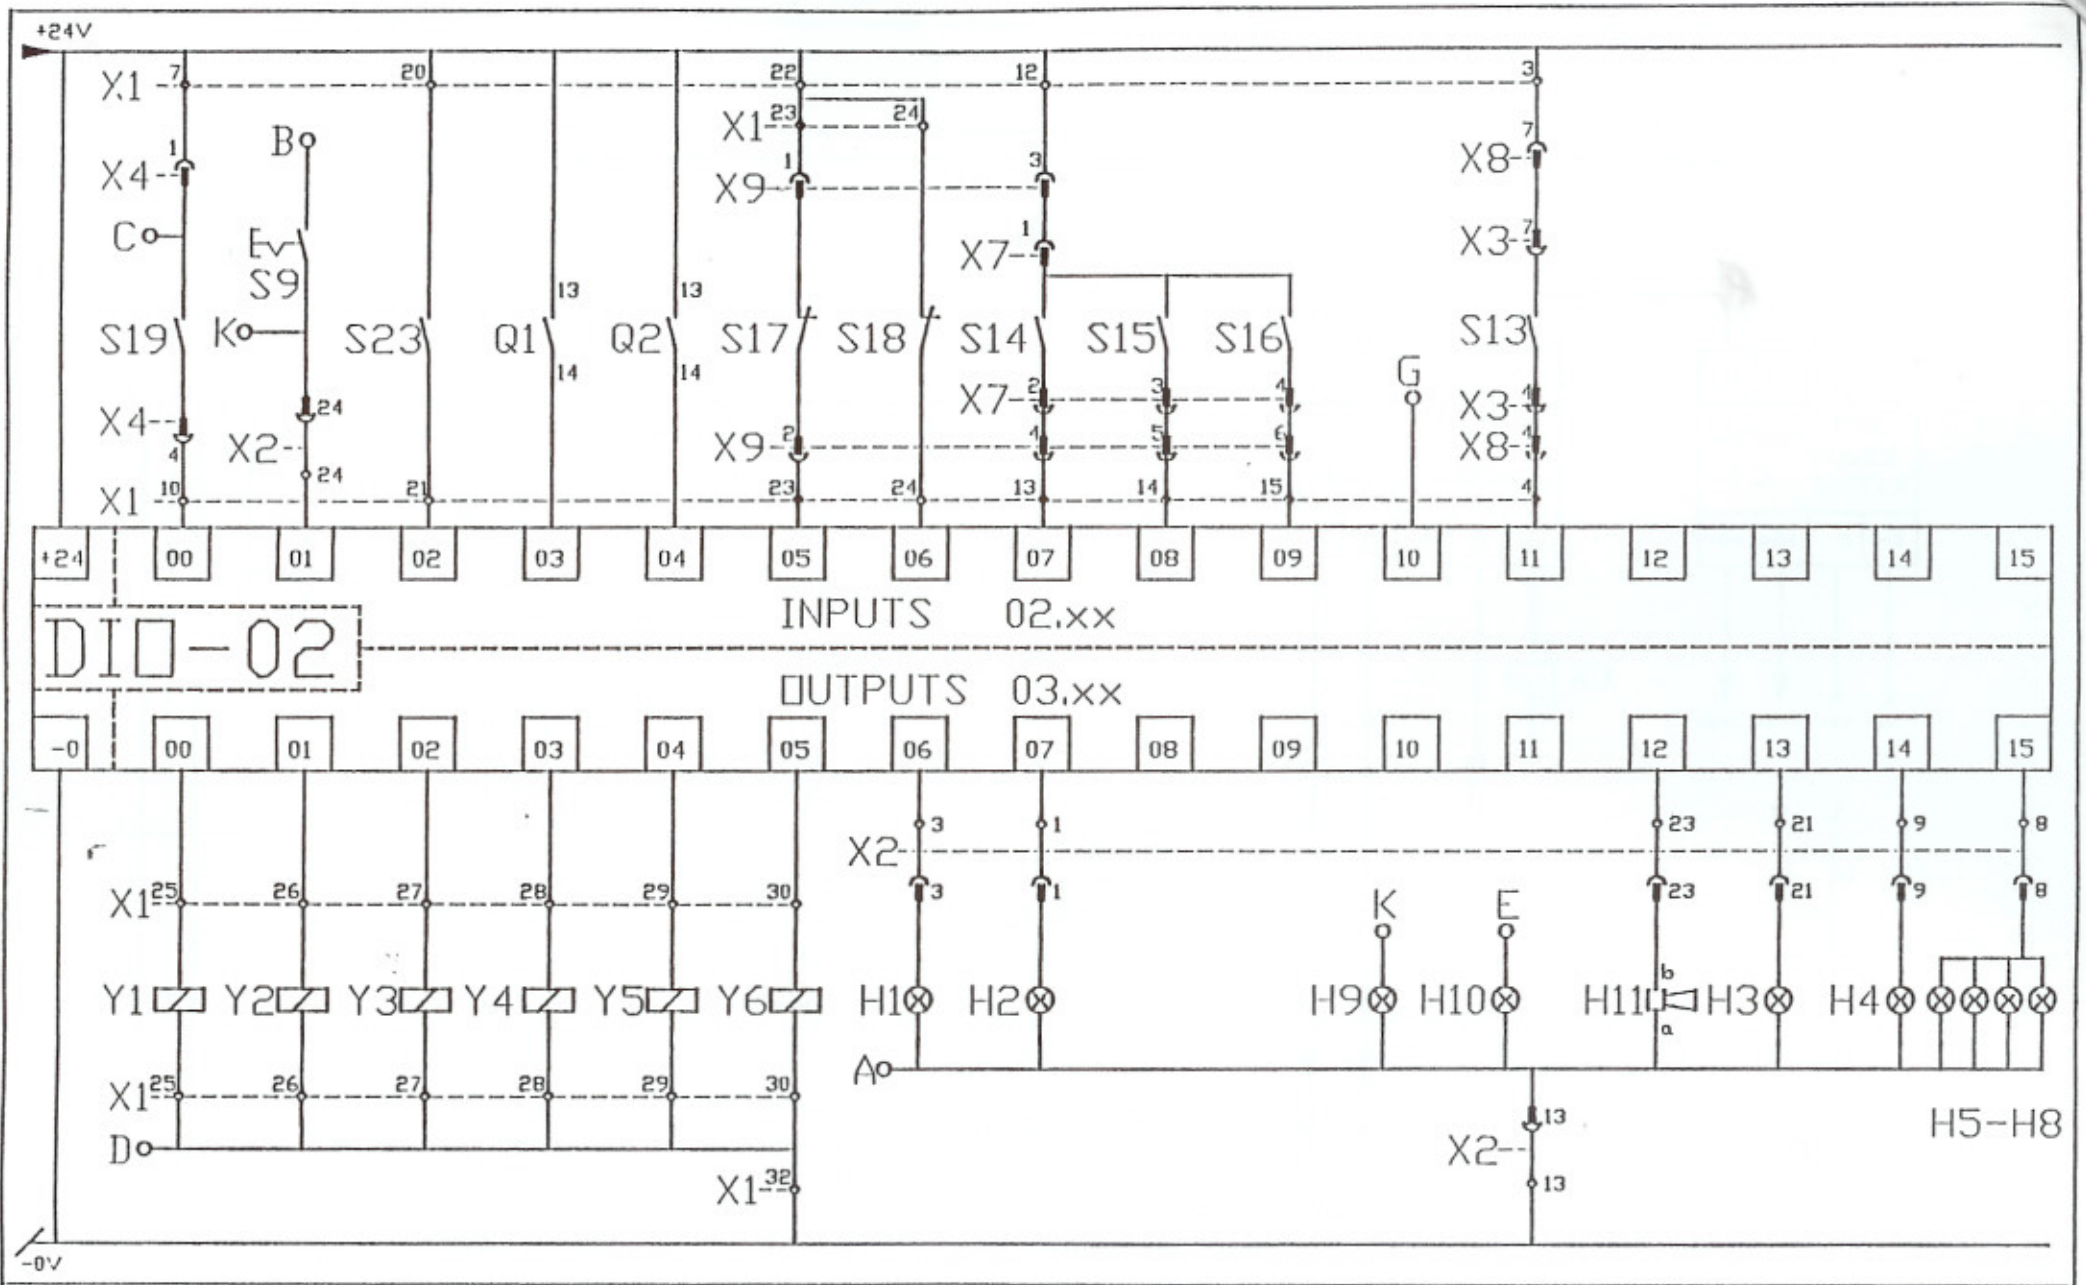 +24V
X1 7 20 22 12 3
X1 23 24
B
X4 1 X9 1 3 X8 7
C S9 X7 1 X3 7
13 13
S19 K S23 Q1 Q2 S17 S18 S14 S15 S16 S13
14 14 G
X7 2 3 4 X3 4
X4 4 24 X9 2 4 5 6 X8 4
X2 24
X1 10 21 23 24 13 14 15 4
+24 00 01 02 03 04 05 06 07 08 09 10 11 12 13 14 15
INPUTS 02.xx
DIO-02
OUTPUTS 03.xx
-0 00 01 02 03 04 05 06 07 08 09 10 11 12 13 14 15
3 1 23 21 9 8
X2
X1 25 26 27 28 29 30 3 1 K E 23 21 9 8
b
Y1 Y2 Y3 Y4 Y5 Y6 H1 H2 H9 H10 H11 H3 H4
a
A
X1 25 26 27 28 29 30
13
H5-H8
D X2
X1 32 13
-0V